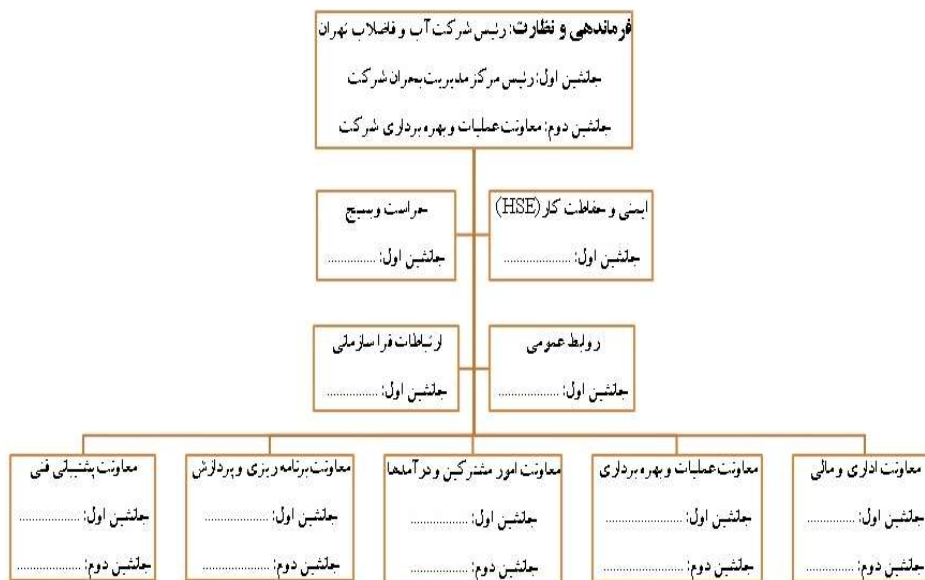 فرماندهی و نظارت: رئیس شرکت آب و فاضلاب تهران
جانشین اول: رئیس مرکز مدیریت بحران شرکت
جانشین دوم: معاونت عملیات و بهره برداری شرکت
ایمنی و حفاظت کار (HSE)
جانشین اول: ..................
حراست و بسیج
جانشین اول: .............
روابط عمومی
جانشین اول: ................
ارتباطات فرا سازمانی
جانشین اول: .............
معاونت اداری و مالی
جانشین اول: .............
جانشین دوم: .............
معاونت عملیات و بهره برداری
جانشین اول: .....................
جانشین دوم: .....................
معاونت امور مشترکین و درآمدها
جانشین اول: ................
جانشین دوم: ................
معاونت برنامه ریزی و پردازش
جانشین اول: ...................
جانشین دوم: ...................
معاونت پشتیبانی فنی
جانشین اول: ................
جانشین دوم: ................